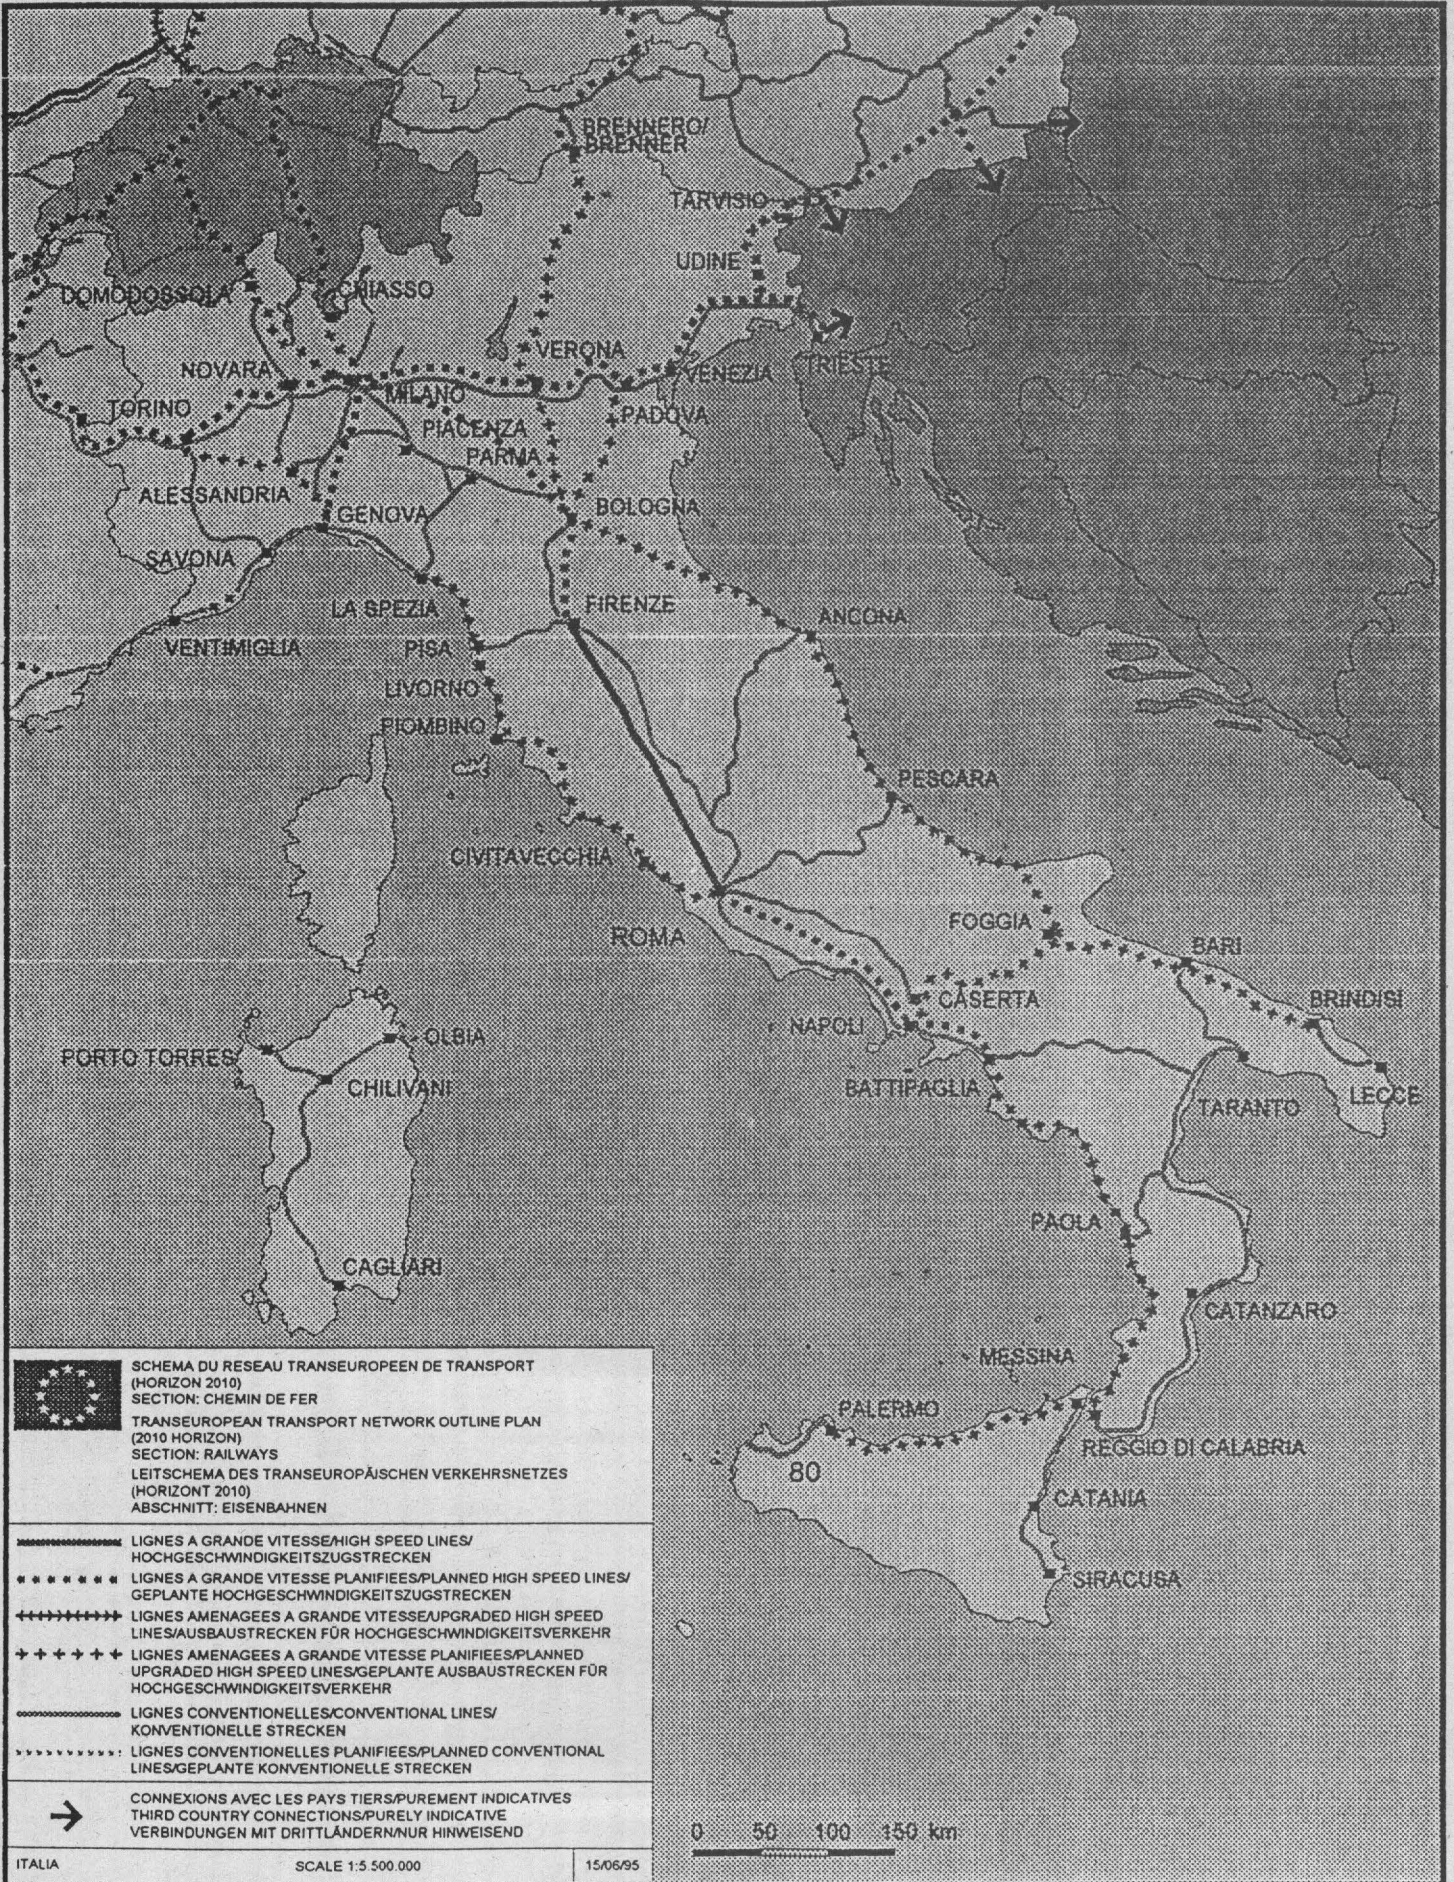 BRENNERO/
BRENNER
TARVISIO
UDINE
DOMODOSSOLA
CHIASSO
VERONA
TRIESTE
NOVARA
VENEZIA
MILANO
TORINO
PADOVA
PIACENZA
PARMA
ALESSANDRIA
GENOVA
BOLOGNA
SAVONA
LA SPEZIA
FIRENZE
ANCONA
VENTIMIGLIA
PISA
LIVORNO
PIOMBINO
PESCARA
CIVITAVECCHIA
ROMA
FOGGIA
BARI
CASERTA
BRINDISI
NAPOLI
OLBIA
PORTO TORRES
CHILIVANI
BATTIPAGLIA
TARANTO
LECCE
PAOLA
CAGLIARI
CATANZARO
MESSINA
PALERMO
REGGIO DI CALABRIA
80
CATANIA
SIRACUSA
SCHEMA DU RESEAU TRANSEUROPEEN DE TRANSPORT
(HORIZON 2010)
SECTION: CHEMIN DE FER
TRANSEUROPEAN TRANSPORT NETWORK OUTLINE PLAN
(2010 HORIZON)
SECTION: RAILWAYS
LEITSCHEMA DES TRANSEUROPÄISCHEN VERKEHRSNETZES
(HORIZONT 2010)
ABSCHNITT: EISENBAHNEN
LIGNES A GRANDE VITESSE/HIGH SPEED LINES/
HOCHGESCHWINDIGKEITSZUGSTRECKEN
LIGNES A GRANDE VITESSE PLANIFIEES/PLANNED HIGH SPEED LINES/
GEPLANTE HOCHGESCHWINDIGKEITSZUGSTRECKEN
LIGNES AMENAGEES A GRANDE VITESSE/UPGRADED HIGH SPEED
LINES/AUSBAUSTRECKEN FÜR HOCHGESCHWINDIGKEITSVERKEHR
LIGNES AMENAGEES A GRANDE VITESSE PLANIFIEES/PLANNED
UPGRADED HIGH SPEED LINES/GEPLANTE AUSBAUSTRECKEN FÜR
HOCHGESCHWINDIGKEITSVERKEHR
LIGNES CONVENTIONELLES/CONVENTIONAL LINES/
KONVENTIONELLE STRECKEN
LIGNES CONVENTIONELLES PLANIFIEES/PLANNED CONVENTIONAL
LINES/GEPLANTE KONVENTIONELLE STRECKEN
CONNEXIONS AVEC LES PAYS TIERS/PUREMENT INDICATIVES
THIRD COUNTRY CONNECTIONS/PURELY INDICATIVE
VERBINDUNGEN MIT DRITTLÄNDERN/NUR HINWEISEND
0 50 100 150 km
ITALIA SCALE 1:5.500.000 15/06/95